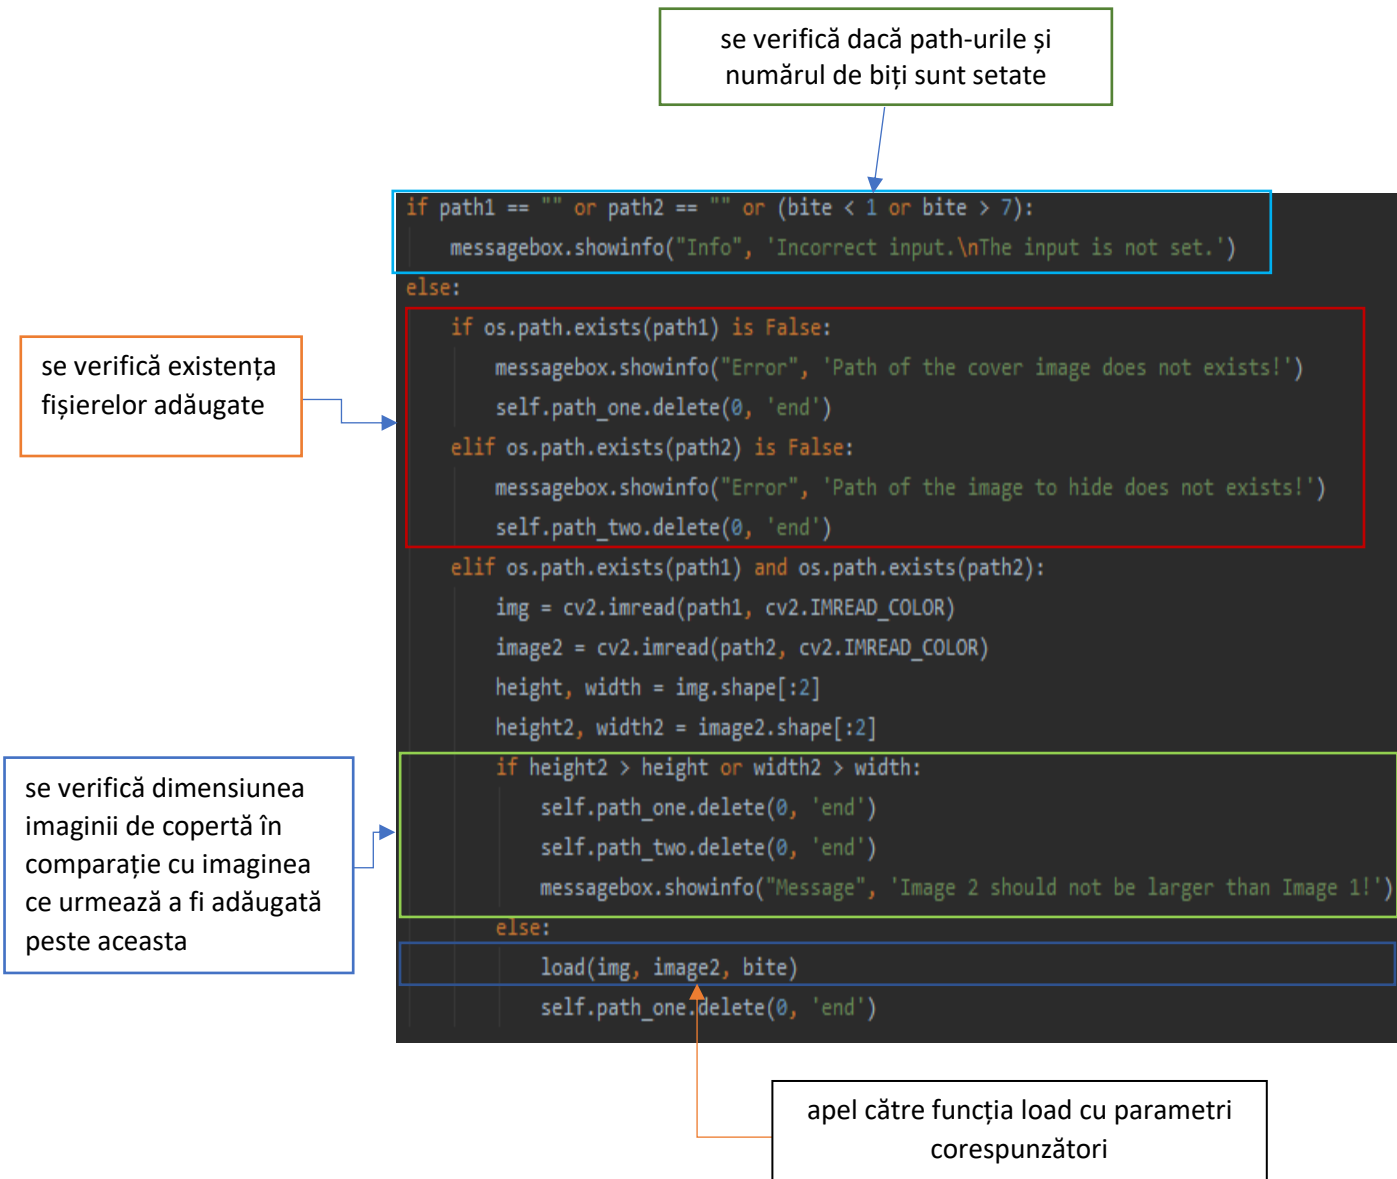 se verifică dacă path-urile și
numărul de biți sunt setate
if path1 == "" or path2 == "" or (bite < 1 or bite > 7):
messagebox.showinfo("Info", 'Incorrect input.\nThe input is not set.')
else:
if os.path.exists(path1) is False:
messagebox.showinfo("Error", 'Path of the cover image does not exists!')
self.path_one.delete(0, 'end')
elif os.path.exists(path2) is False:
messagebox.showinfo("Error", 'Path of the image to hide does not exists!')
self.path_two.delete(0, 'end')
se verifică existența
fișierelor adăugate
elif os.path.exists(path1) and os.path.exists(path2):
img = cv2.imread(path1, cv2.IMREAD_COLOR)
image2 = cv2.imread(path2, cv2.IMREAD_COLOR)
height, width = img.shape[:2]
height2, width2 = image2.shape[:2]
if height2 > height or width2 > width:
self.path_one.delete(0, 'end')
self.path_two.delete(0, 'end')
messagebox.showinfo("Message", 'Image 2 should not be larger than Image 1!')
se verifică dimensiunea
imaginii de copertă în
comparație cu imaginea
ce urmează a fi adăugată
peste aceasta
else:
load(img, image2, bite)
self.path_one.delete(0, 'end')
apel către funcția load cu parametri
corespunzători